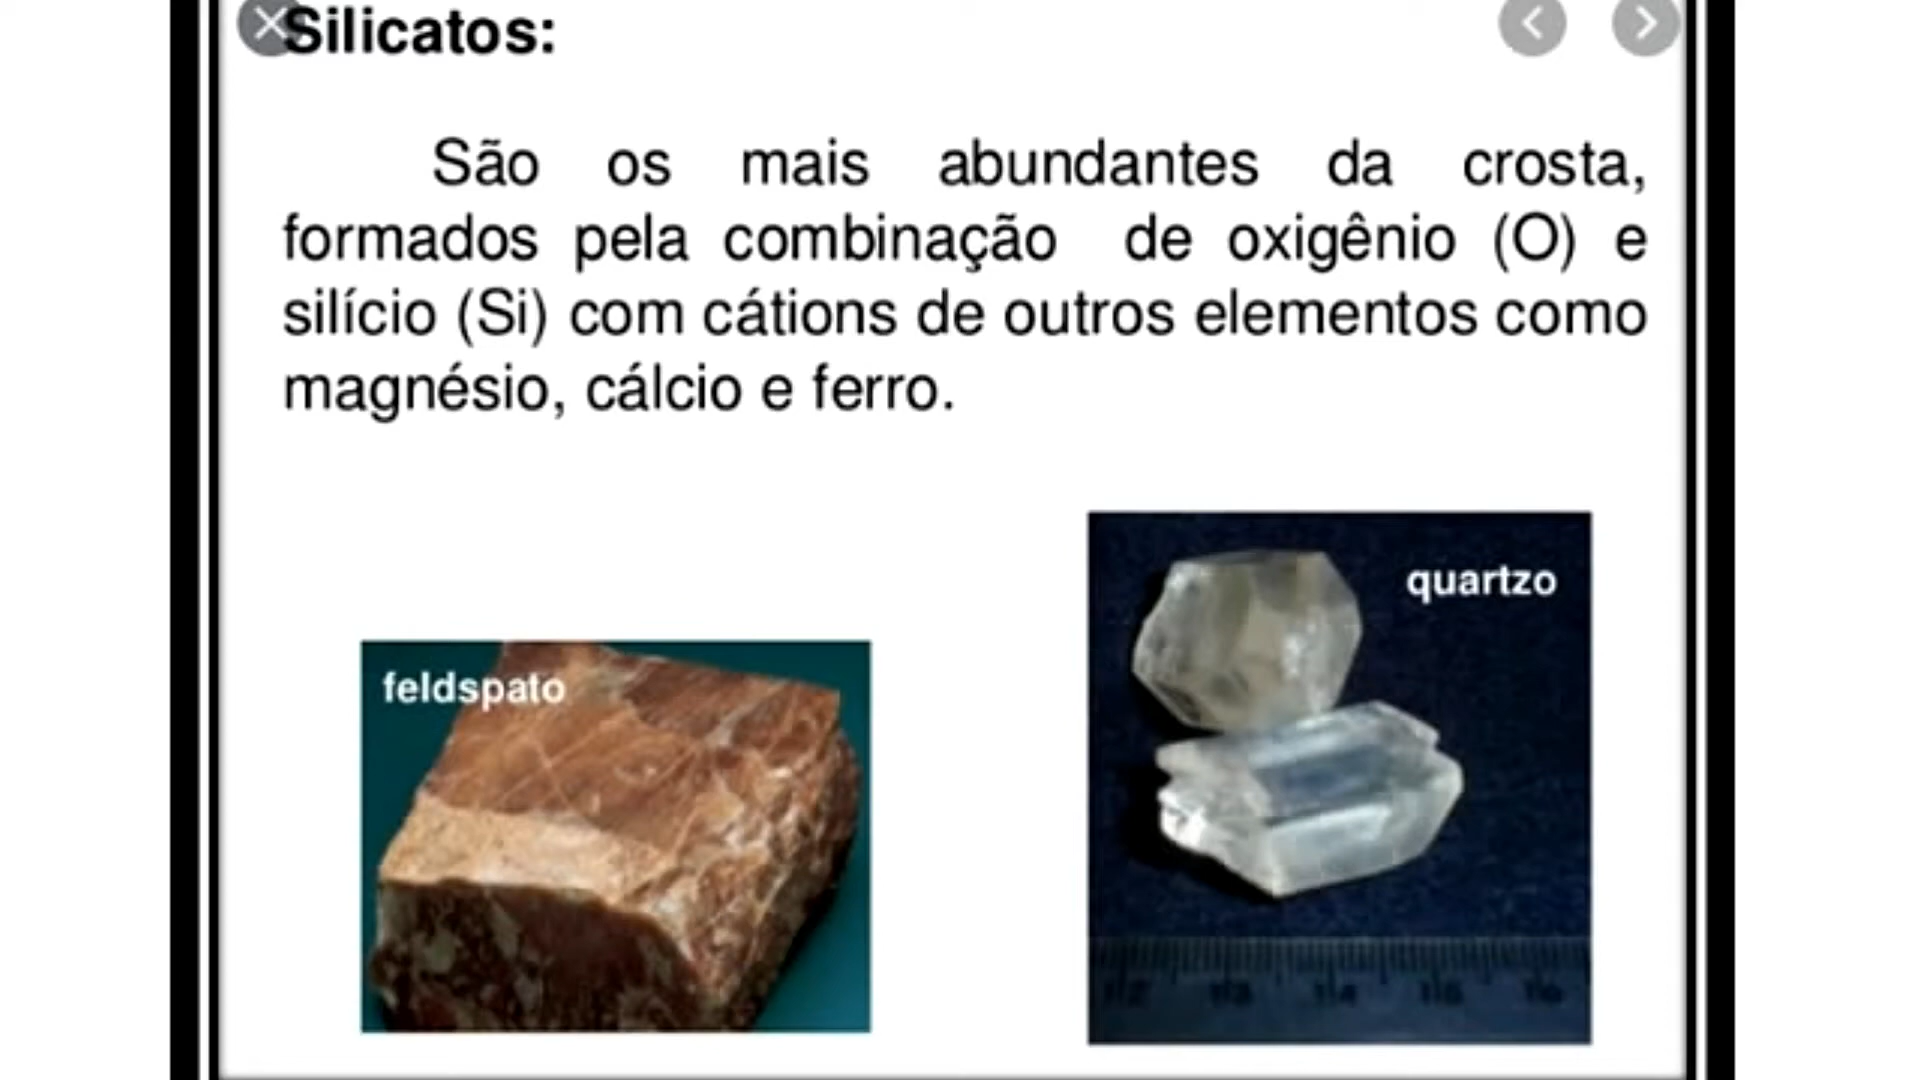 Silicatos:
São os mais abundantes da crosta,
formados pela combinação de oxigênio (O) e
silício (Si) com cátions de outros elementos como
magnésio, cálcio e ferro.
quartzo
feldspato